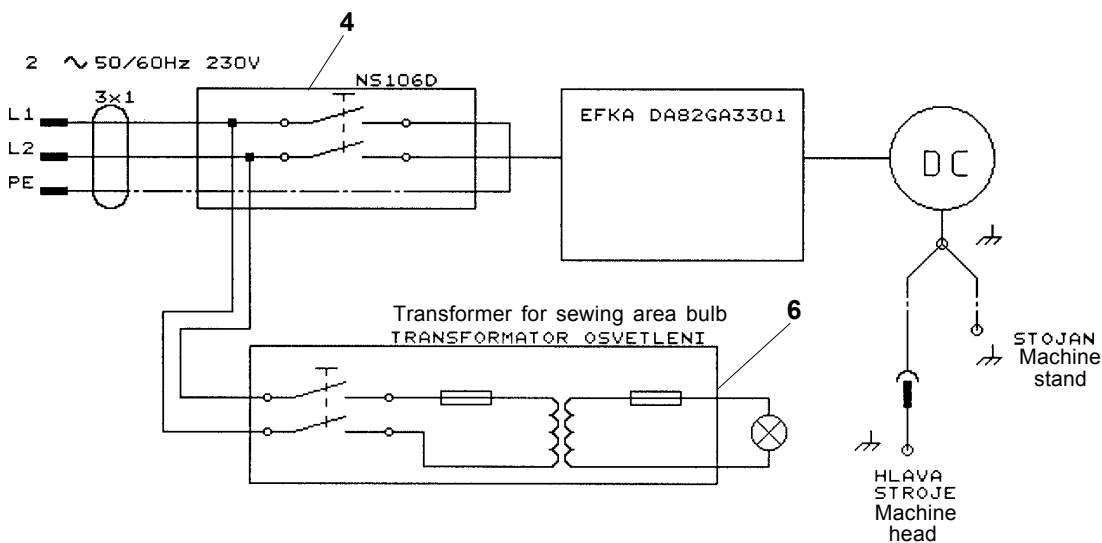 4
2 ∿ 50/60Hz 230V
NS106D
3x1
L1
L2
PE
EFKA DA82GA3301
DC
Transformer for sewing area bulb
TRANSFORMATOR OSVETLENI
6
STOJAN
Machine
stand
HLAVA
STROJE
Machine
head